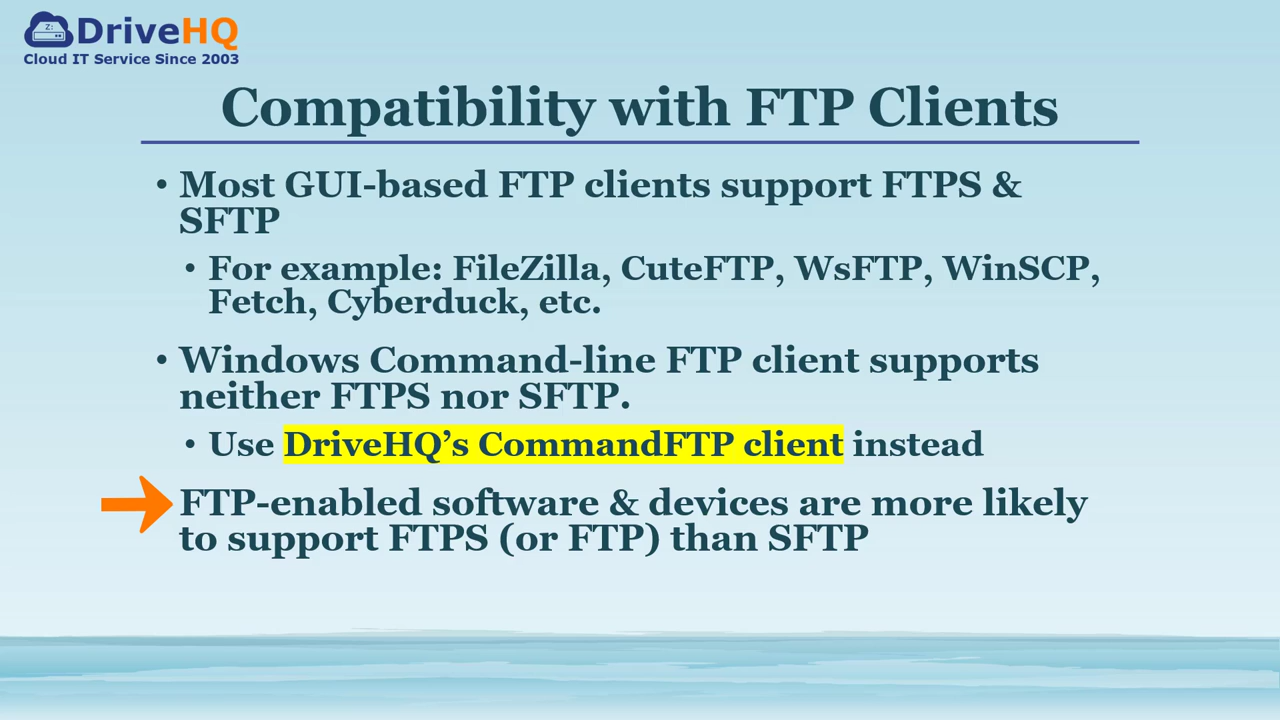 Z:
DriveHQ
Cloud IT Service Since 2003
Compatibility with FTP Clients
• Most GUI-based FTP clients support FTPS &
SFTP
• For example: FileZilla, CuteFTP, WsFTP, WinSCP,
Fetch, Cyberduck, etc.
• Windows Command-line FTP client supports
neither FTPS nor SFTP.
• Use DriveHQ’s CommandFTP client instead
FTP-enabled software & devices are more likely
to support FTPS (or FTP) than SFTP